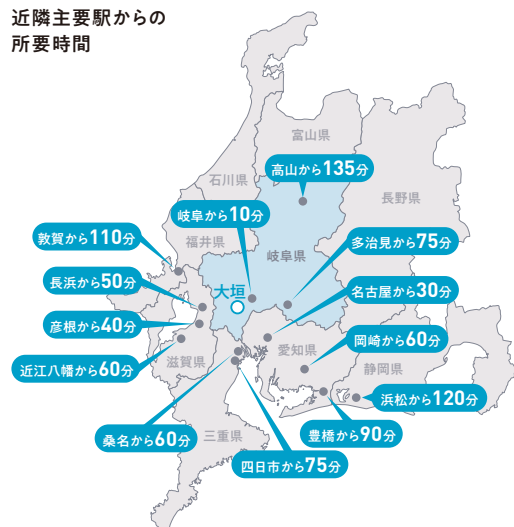 近隣主要駅からの
所要時間
富山県
高山から135分
石川県
長野県
岐阜から10分
敦賀から110分
福井県
多治見から75分
岐阜県
長浜から50分
大垣
名古屋から30分
彦根から40分
岡崎から60分
愛知県
滋賀県
近江八幡から60分
静岡県
浜松から120分
桑名から60分
三重県
豊橋から90分
四日市から75分